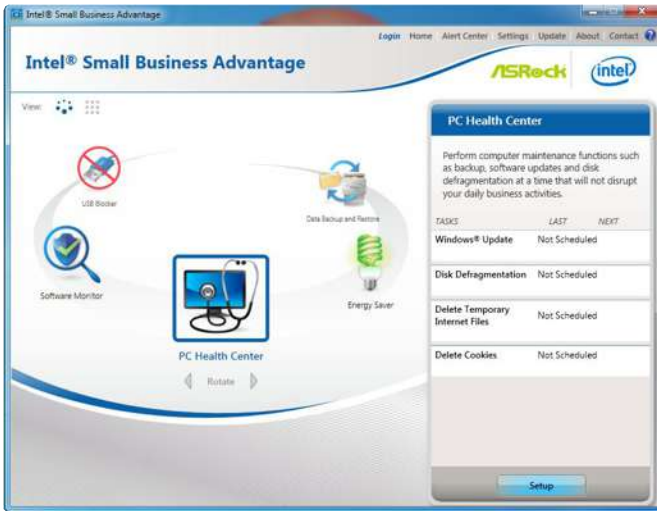 Intel® Small Business Advantage
Login Home Alert Center Settings Update About Contact ?
Intel® Small Business Advantage
ASRock
intel
View:
USB Blocker
Data Backup and Restore
Software Monitor
Energy Saver
PC Health Center
Rotate
PC Health Center
Perform computer maintenance functions such
as backup, software updates and disk
defragmentation at a time that will not disrupt
your daily business activities.
TASKS LAST NEXT
Windows® Update Not Scheduled
Disk Defragmentation Not Scheduled
Delete Temporary
Internet Files Not Scheduled
Delete Cookies Not Scheduled
Setup